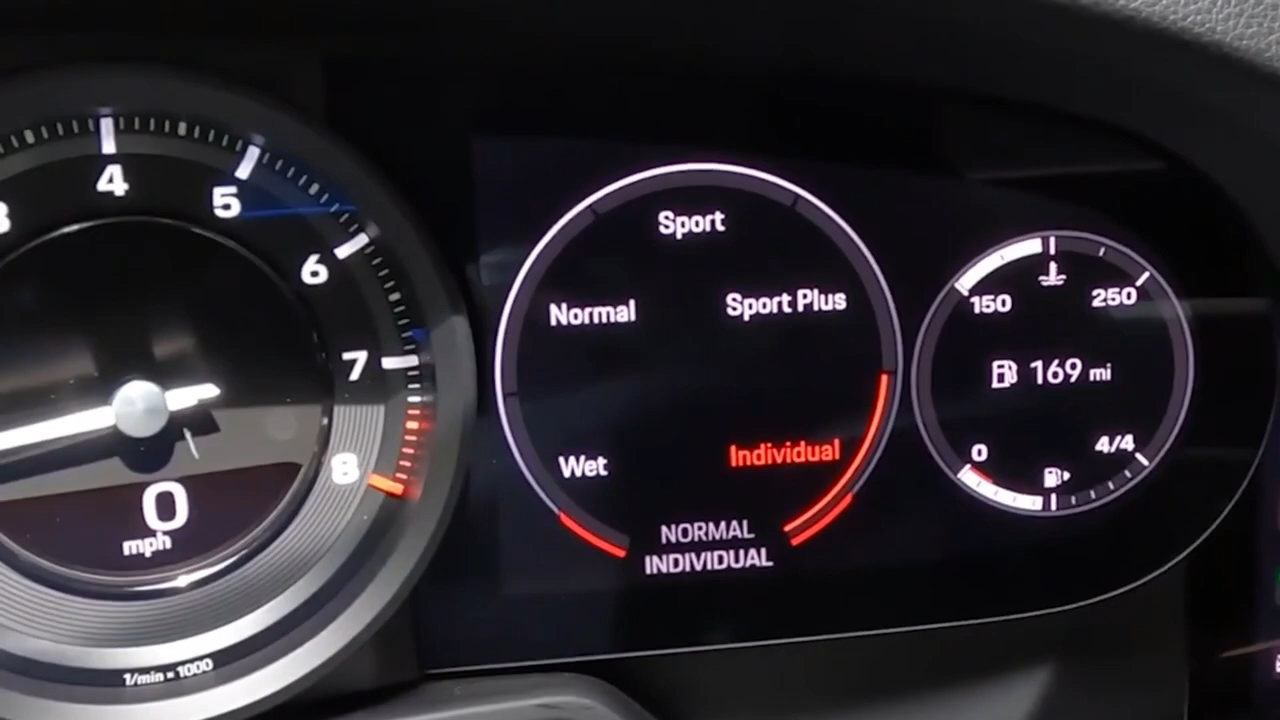 3
4
5
6
7
8
0
mph
1/min × 1000
Sport
Normal
Sport Plus
Wet
Individual
NORMAL
INDIVIDUAL
150
250
169 mi
0
4/4